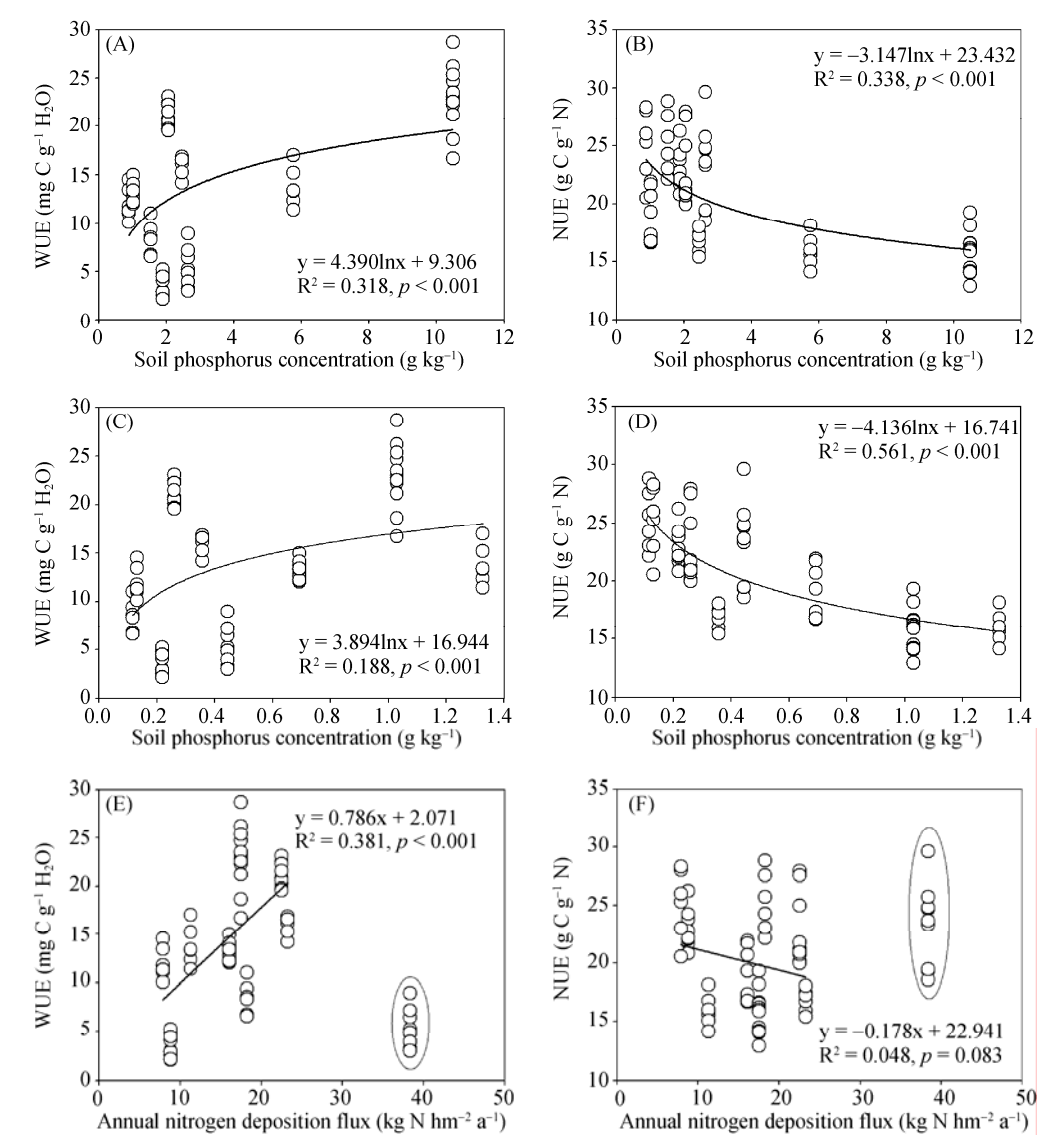 (A)
y = 4.390lnx + 9.306
R² = 0.318, p < 0.001
WUE (mg C g⁻¹ H₂O)
30
25
20
15
10
5
0
0 2 4 6 8 10 12
Soil phosphorus concentration (g kg⁻¹)
(B)
y = –3.147lnx + 23.432
R² = 0.338, p < 0.001
NUE (g C g⁻¹ N)
35
30
25
20
15
10
0 2 4 6 8 10 12
Soil phosphorus concentration (g kg⁻¹)
(C)
y = 3.894lnx + 16.944
R² = 0.188, p < 0.001
WUE (mg C g⁻¹ H₂O)
30
25
20
15
10
5
0
0.0 0.2 0.4 0.6 0.8 1.0 1.2 1.4
Soil phosphorus concentration (g kg⁻¹)
(D)
y = –4.136lnx + 16.741
R² = 0.561, p < 0.001
NUE (g C g⁻¹ N)
35
30
25
20
15
10
0.0 0.2 0.4 0.6 0.8 1.0 1.2 1.4
Soil phosphorus concentration (g kg⁻¹)
(E)
y = 0.786x + 2.071
R² = 0.381, p < 0.001
WUE (mg C g⁻¹ H₂O)
30
25
20
15
10
5
0
0 10 20 30 40 50
Annual nitrogen deposition flux (kg N hm⁻² a⁻¹)
(F)
y = –0.178x + 22.941
R² = 0.048, p = 0.083
NUE (g C g⁻¹ N)
35
30
25
20
15
10
0 10 20 30 40 50
Annual nitrogen deposition flux (kg N hm⁻² a⁻¹)